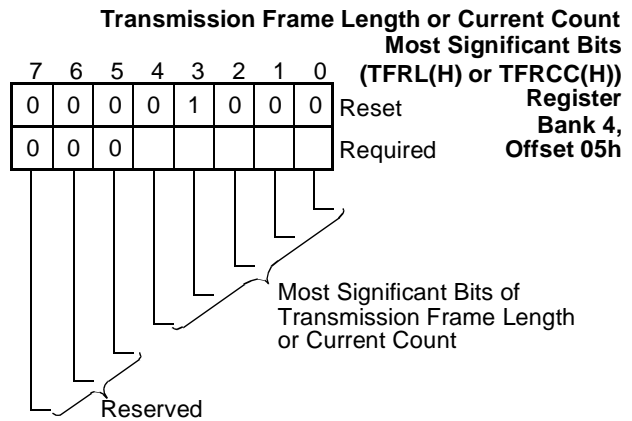 Transmission Frame Length or Current Count
Most Significant Bits
(TFRL(H) or TFRCC(H))
Register
Bank 4,
Offset 05h
7 6 5 4 3 2 1 0
0 0 0 0 1 0 0 0 Reset
0 0 0 Required
Most Significant Bits of
Transmission Frame Length
or Current Count
Reserved